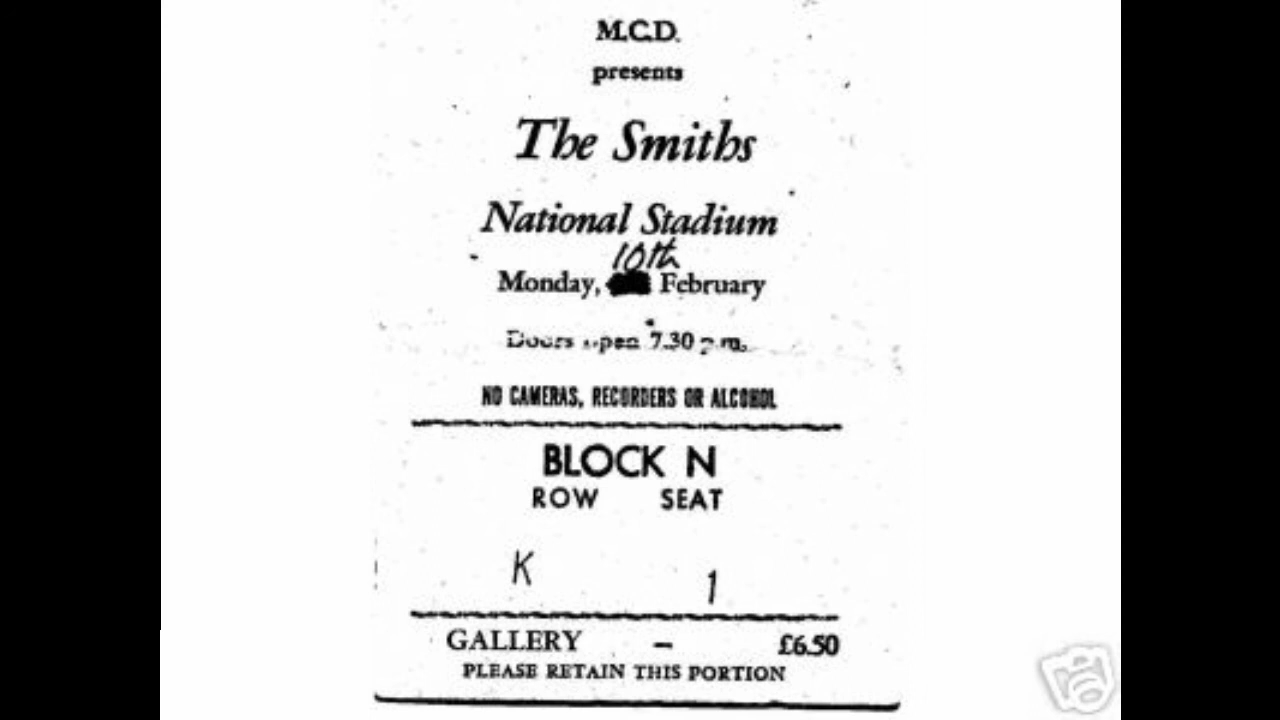 M.C.D.
presents
The Smiths
National Stadium
10th
Monday, February
Doors open 7.30 p.m.
NO CAMERAS, RECORDERS OR ALCOHOL
BLOCK N
ROW SEAT
K 1
GALLERY – £6.50
PLEASE RETAIN THIS PORTION